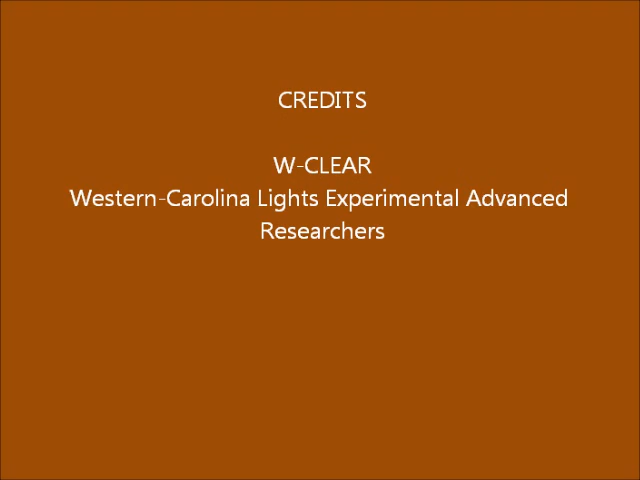 CREDITS
W-CLEAR
Western-Carolina Lights Experimental Advanced
Researchers